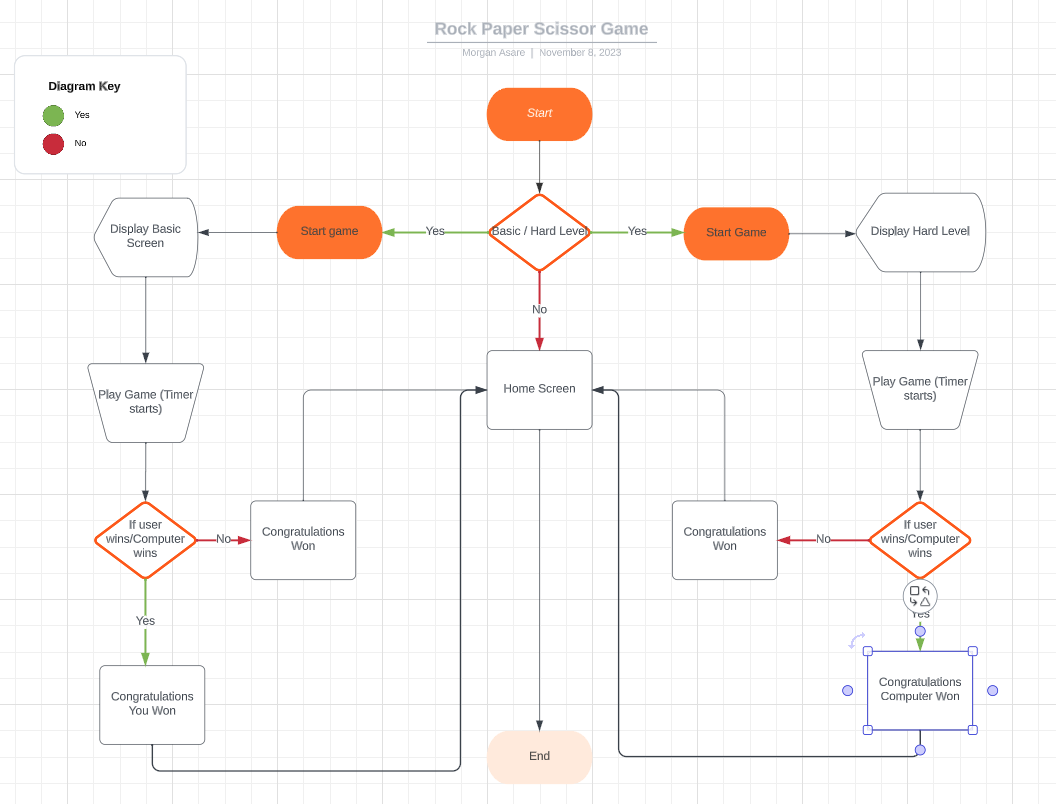 Rock Paper Scissor Game
Morgan Asare | November 8, 2023
Diagram Key
Yes
No
Start
Display Basic
Screen
Start game
Yes
Basic / Hard Level
Yes
Start Game
Display Hard Level
No
Play Game (Timer
starts)
Home Screen
Play Game (Timer
starts)
If user
wins/Computer
wins
No
Congratulations
Won
Congratulations
Won
No
If user
wins/Computer
wins
Yes
Yes
Congratulations
You Won
Congratulations
Computer Won
End